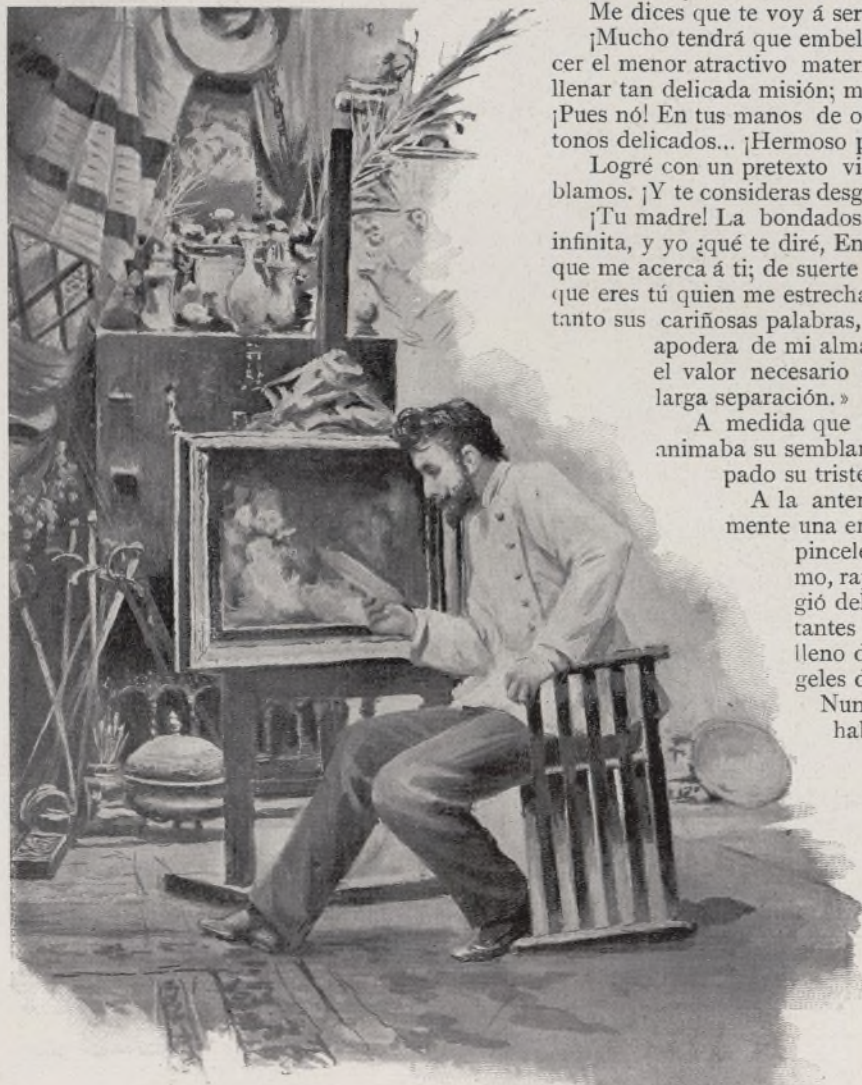 Me dices que te voy á ser
¡Mucho tendrá que embel
cer el menor atractivo mater
llenar tan delicada misión; m
¡Pues nó! En tus manos de o
tonos delicados... ¡Hermoso p
Logré con un pretexto vi
blamos. ¡Y te consideras desg
¡Tu madre! La bondados
infinita, y yo ¿qué te diré, En
que me acerca á ti; de suerte
que eres tú quien me estrecha
tanto sus cariñosas palabras,
apodera de mi alma
el valor necesario
larga separación.»
A medida que
animaba su semblan
pado su triste
A la anter
mente una en
pincele
mo, ra
gió del
tantes
lleno d
geles d
Nun
hal